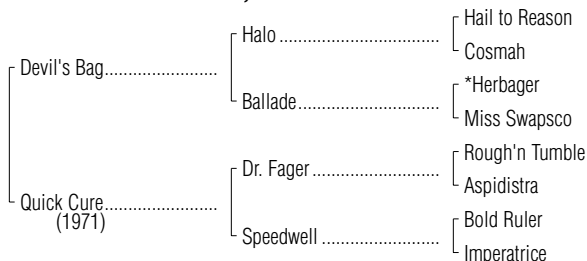 Hail to Reason
Halo
Cosmah
Devil's Bag
*Herbager
Ballade
Miss Swapsco
Rough'n Tumble
Dr. Fager
Aspidistra
Quick Cure
(1971)
Bold Ruler
Speedwell
Imperatrice